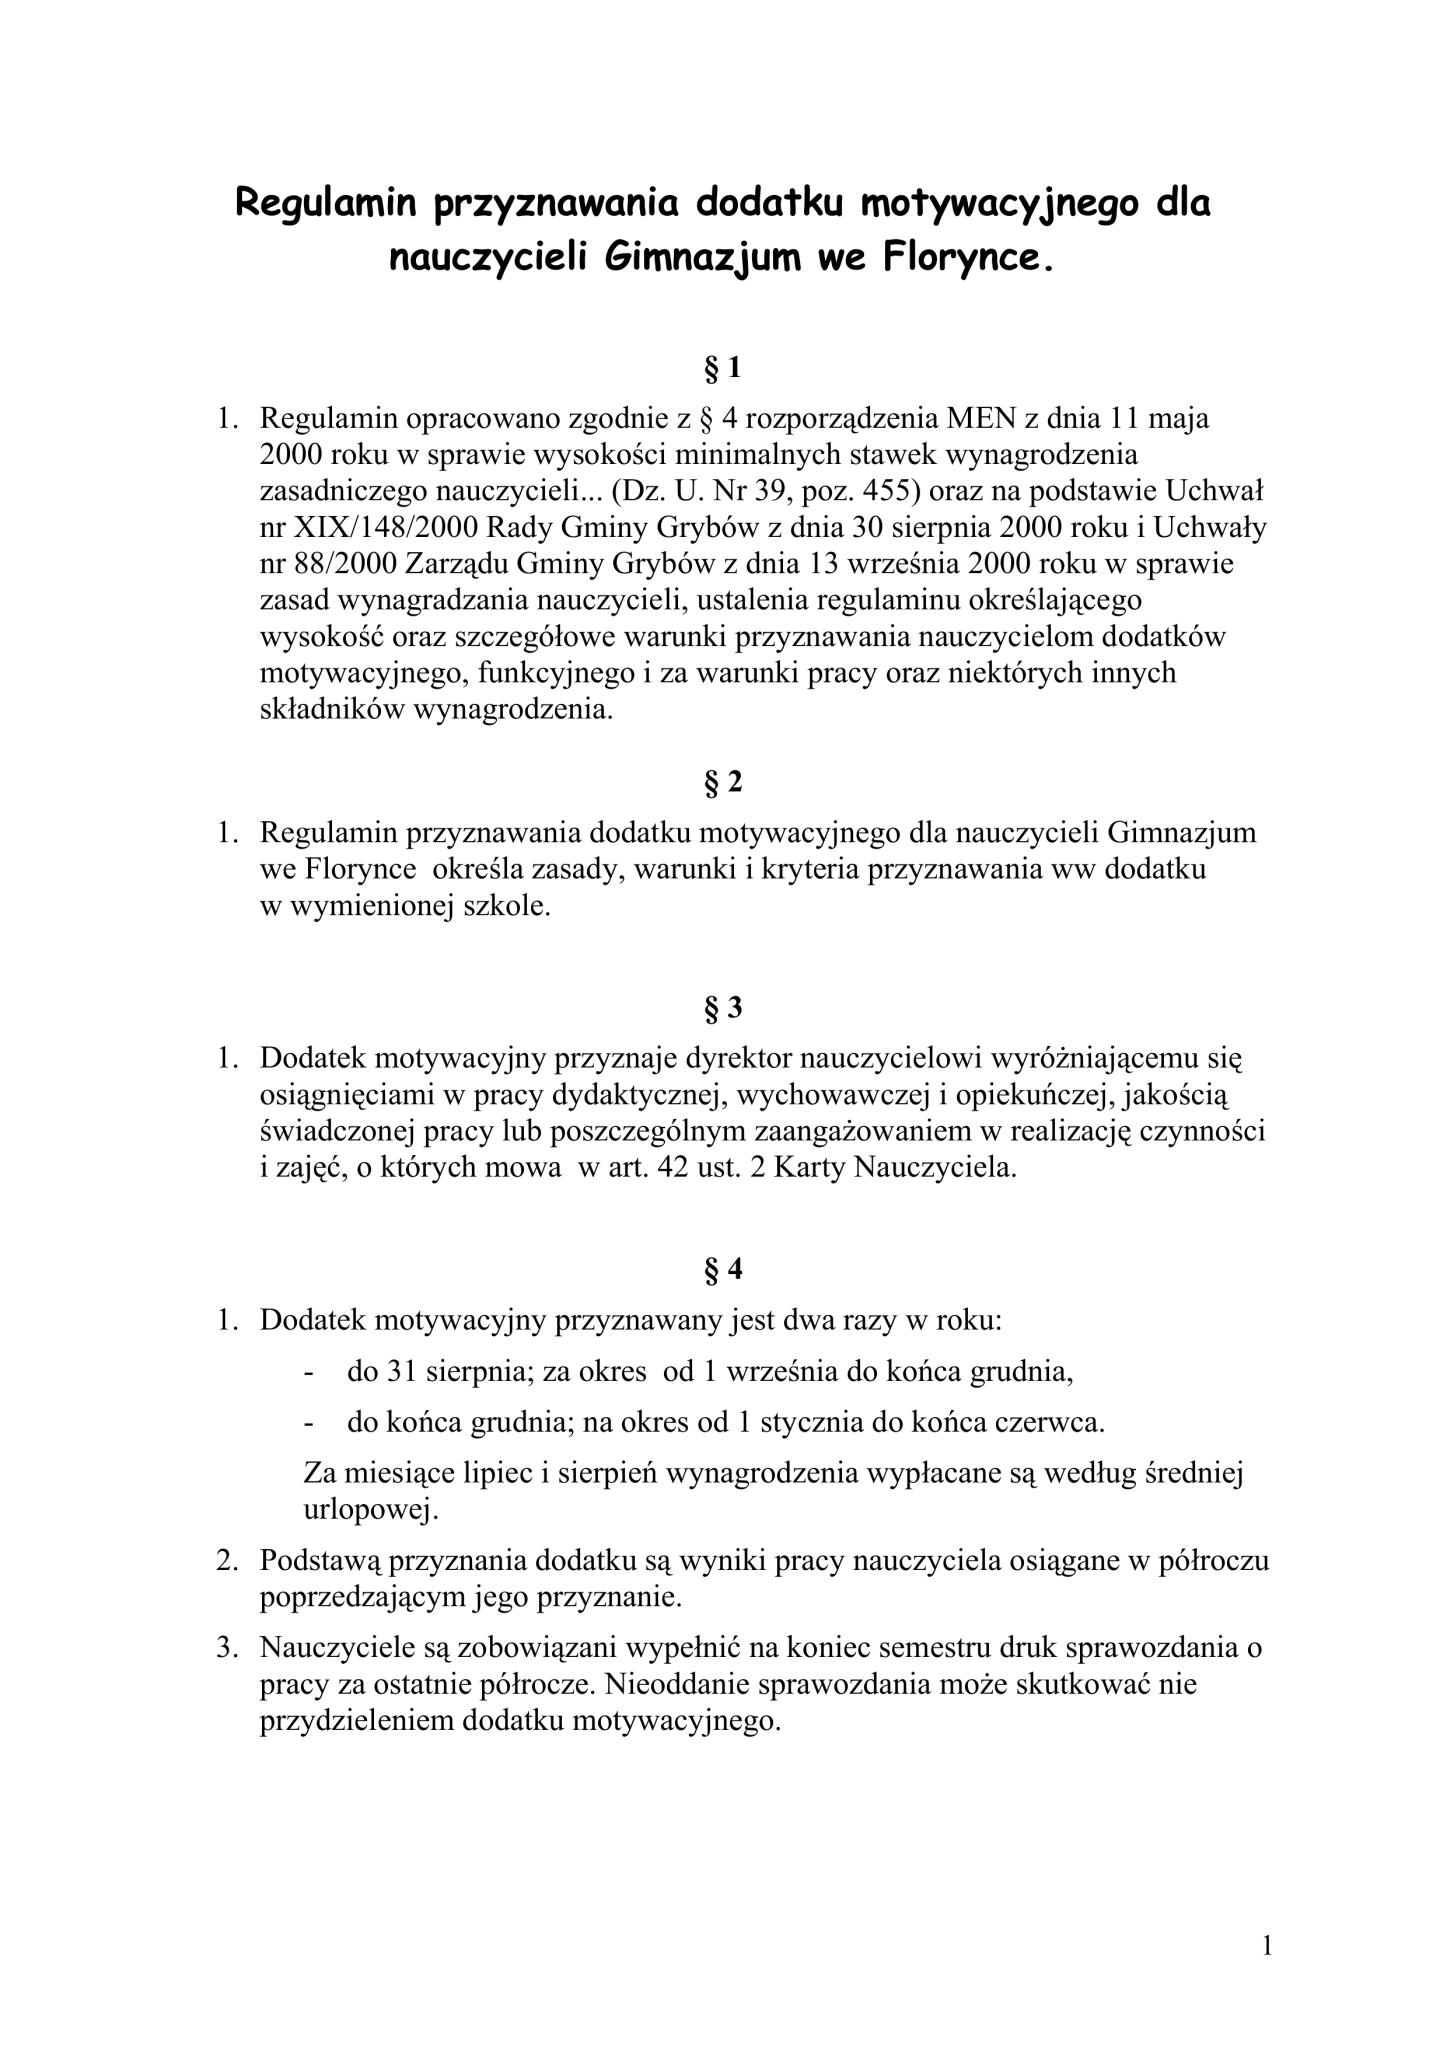 Regulamin przyznawania dodatku motywacyjnego dla
nauczycieli Gimnazjum we Florynce.
§ 1
1. Regulamin opracowano zgodnie z § 4 rozporządzenia MEN z dnia 11 maja
2000 roku w sprawie wysokości minimalnych stawek wynagrodzenia
zasadniczego nauczycieli... (Dz. U. Nr 39, poz. 455) oraz na podstawie Uchwał
nr XIX/148/2000 Rady Gminy Grybów z dnia 30 sierpnia 2000 roku i Uchwały
nr 88/2000 Zarządu Gminy Grybów z dnia 13 września 2000 roku w sprawie
zasad wynagradzania nauczycieli, ustalenia regulaminu określającego
wysokość oraz szczegółowe warunki przyznawania nauczycielom dodatków
motywacyjnego, funkcyjnego i za warunki pracy oraz niektórych innych
składników wynagrodzenia.
§ 2
1. Regulamin przyznawania dodatku motywacyjnego dla nauczycieli Gimnazjum
we Florynce określa zasady, warunki i kryteria przyznawania ww dodatku
w wymienionej szkole.
§ 3
1. Dodatek motywacyjny przyznaje dyrektor nauczycielowi wyróżniającemu się
osiągnięciami w pracy dydaktycznej, wychowawczej i opiekuńczej, jakością
świadczonej pracy lub poszczególnym zaangażowaniem w realizację czynności
i zajęć, o których mowa w art. 42 ust. 2 Karty Nauczyciela.
§ 4
1. Dodatek motywacyjny przyznawany jest dwa razy w roku:
- do 31 sierpnia; za okres od 1 września do końca grudnia,
- do końca grudnia; na okres od 1 stycznia do końca czerwca.
Za miesiące lipiec i sierpień wynagrodzenia wypłacane są według średniej
urlopowej.
2. Podstawą przyznania dodatku są wyniki pracy nauczyciela osiągane w półroczu
poprzedzającym jego przyznanie.
3. Nauczyciele są zobowiązani wypełnić na koniec semestru druk sprawozdania o
pracy za ostatnie półrocze. Nieoddanie sprawozdania może skutkować nie
przydzieleniem dodatku motywacyjnego.
1